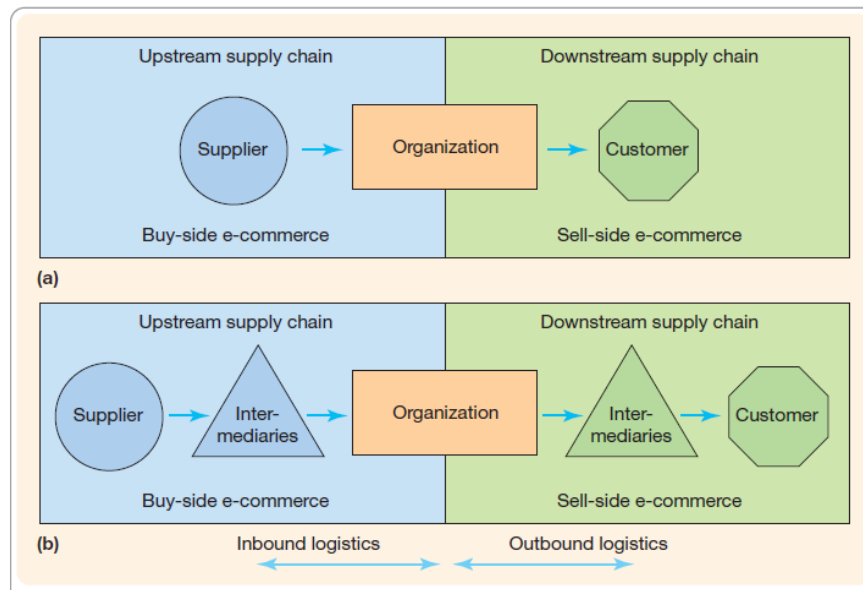 Upstream supply chain
Downstream supply chain
Supplier
Organization
Customer
Buy-side e-commerce
Sell-side e-commerce
(a)
Upstream supply chain
Downstream supply chain
Supplier
Inter-
mediaries
Organization
Inter-
mediaries
Customer
Buy-side e-commerce
Sell-side e-commerce
(b)
Inbound logistics
Outbound logistics